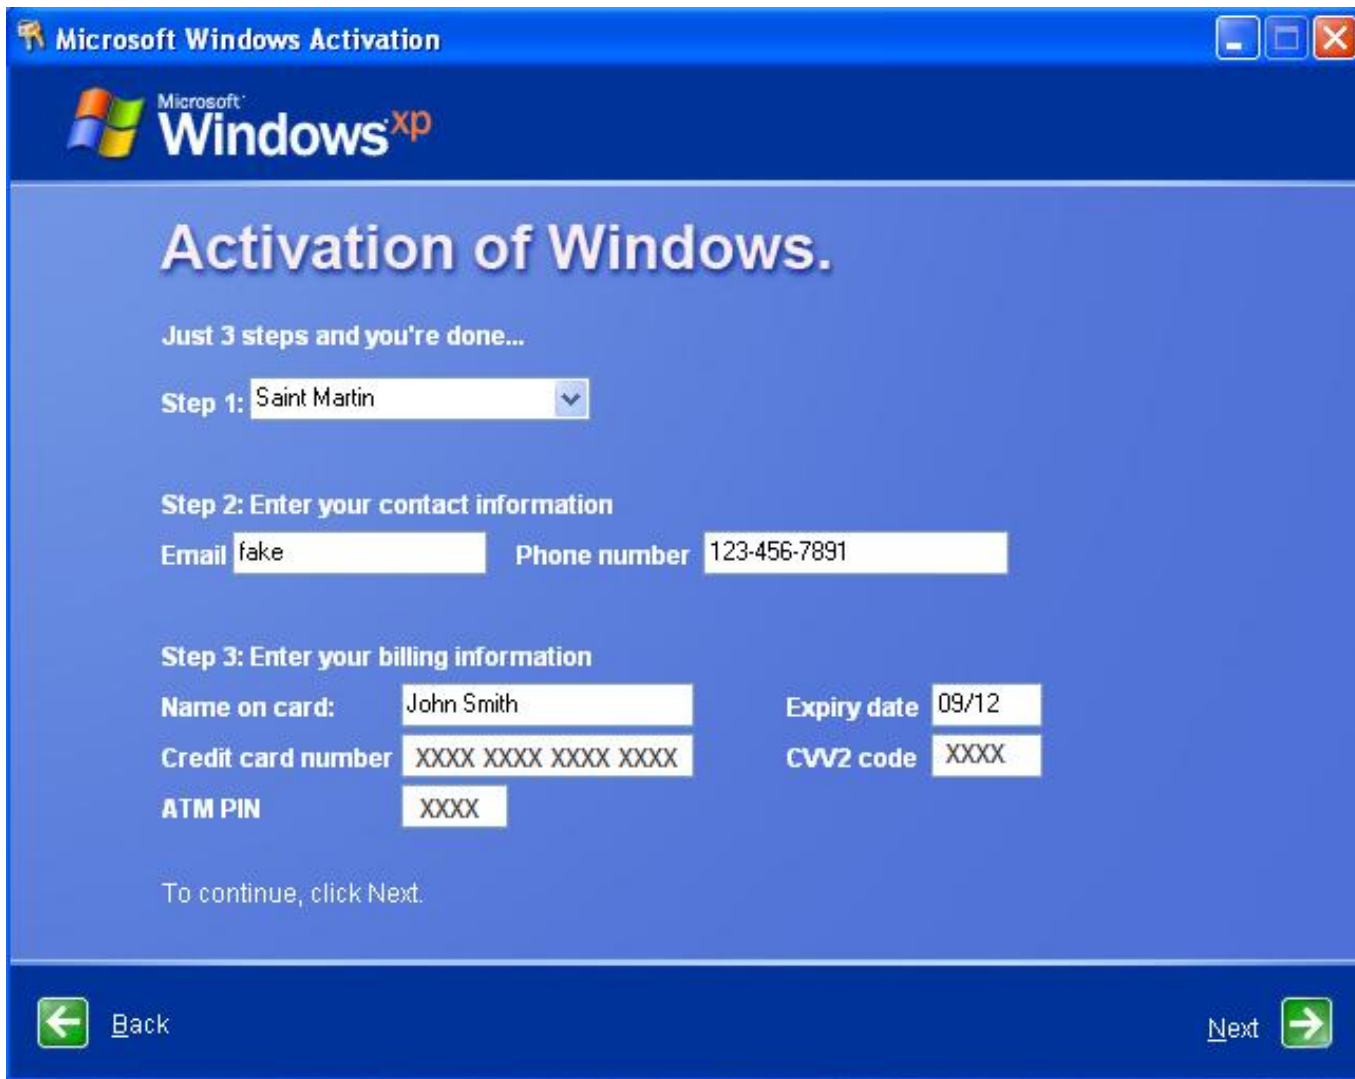 Microsoft Windows Activation
Microsoft
Windows xp
Activation of Windows.
Just 3 steps and you're done...
Step 1: Saint Martin
Step 2: Enter your contact information
Email fake Phone number 123-456-7891
Step 3: Enter your billing information
Name on card: John Smith Expiry date 09/12
Credit card number XXXX XXXX XXXX XXXX CVV2 code XXXX
ATM PIN XXXX
To continue, click Next.
Back Next